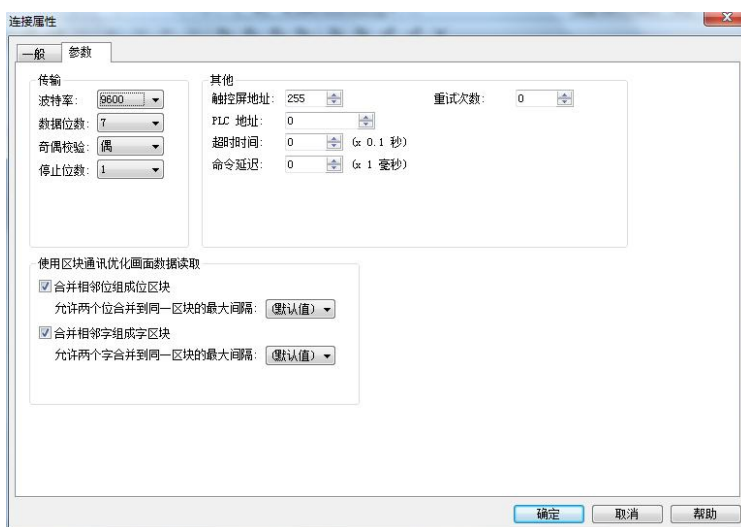 连接属性
一般 参数
传输
波特率: 9600
数据位数: 7
奇偶校验: 偶
停止位数: 1
其他
触控屏地址: 255 重试次数: 0
PLC 地址: 0
超时时间: 0 (x 0.1 秒)
命令延迟: 0 (x 1 毫秒)
使用区块通讯优化画面数据读取
合并相邻位组成位区块
允许两个位合并到同一区块的最大间隔: (默认值)
合并相邻字组成字区块
允许两个字合并到同一区块的最大间隔: (默认值)
确定 取消 帮助